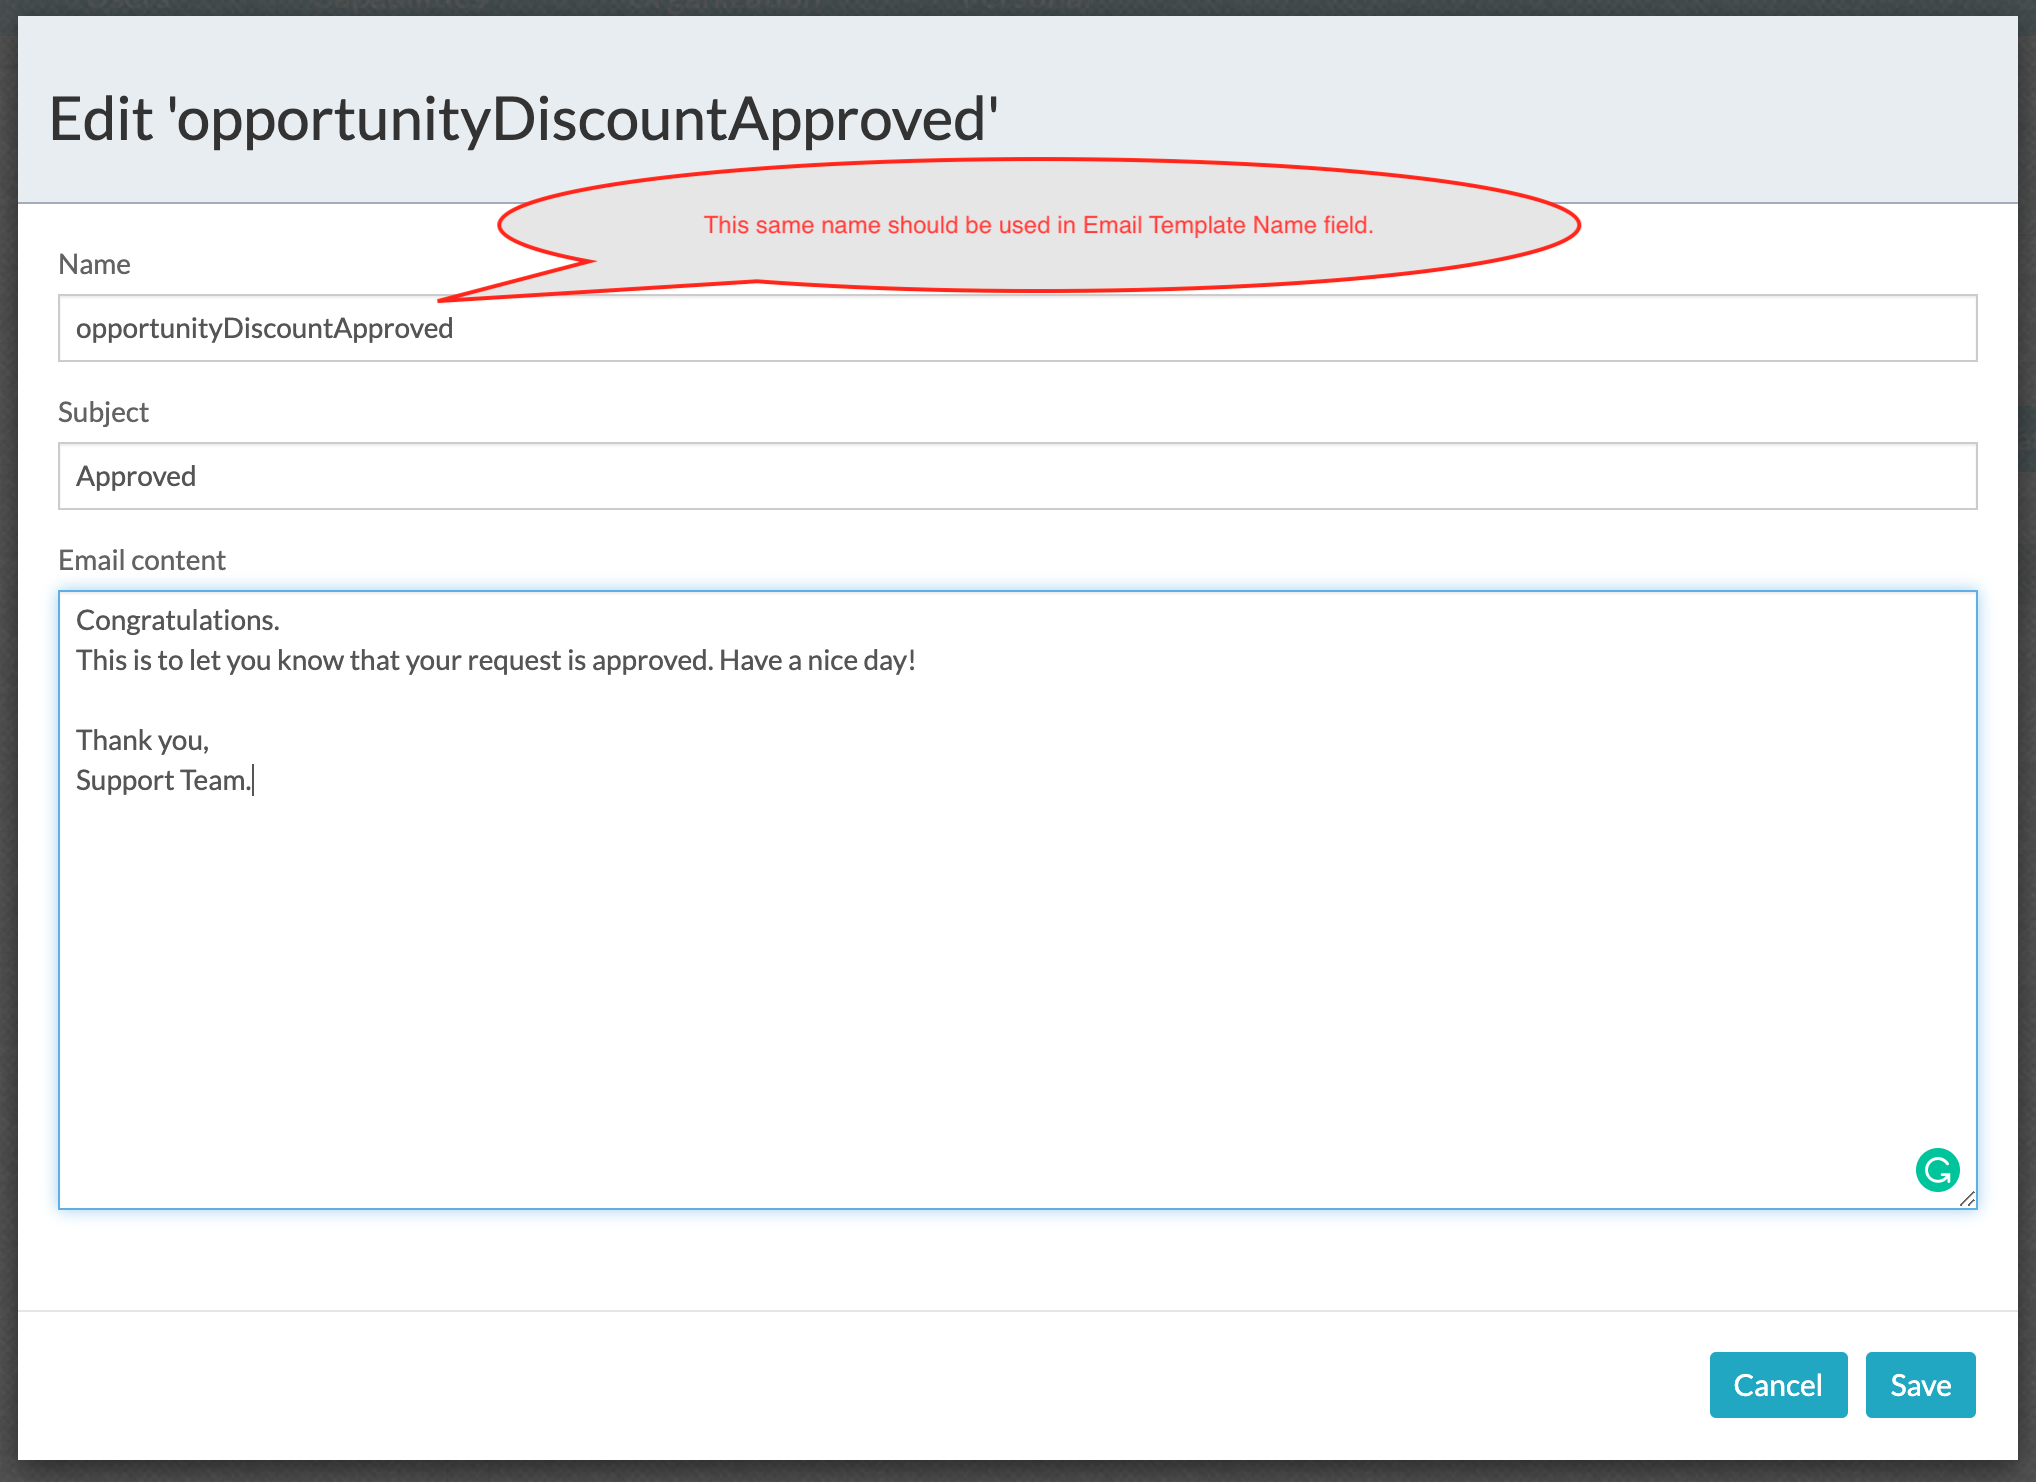 Edit 'opportunityDiscountApproved'
This same name should be used in Email Template Name field.
Name
opportunityDiscountApproved
Subject
Approved
Email content
Congratulations.
This is to let you know that your request is approved. Have a nice day!
Thank you,
Support Team.
Cancel
Save